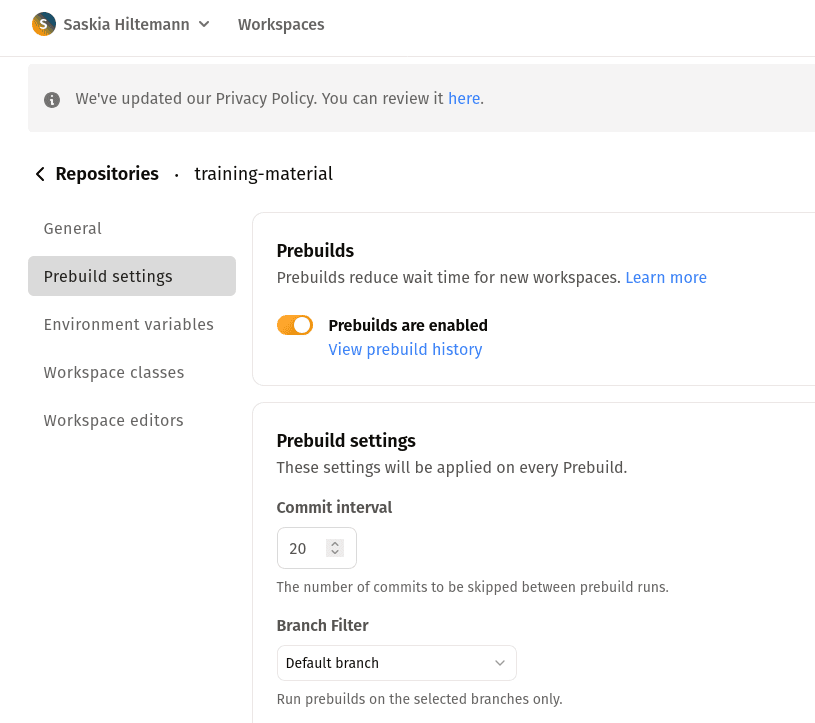 S Saskia Hiltemann Workspaces
We've updated our Privacy Policy. You can review it here.
Repositories · training-material
General
Prebuild settings
Environment variables
Workspace classes
Workspace editors
Prebuilds
Prebuilds reduce wait time for new workspaces. Learn more
Prebuilds are enabled
View prebuild history
Prebuild settings
These settings will be applied on every Prebuild.
Commit interval
20
The number of commits to be skipped between prebuild runs.
Branch Filter
Default branch
Run prebuilds on the selected branches only.